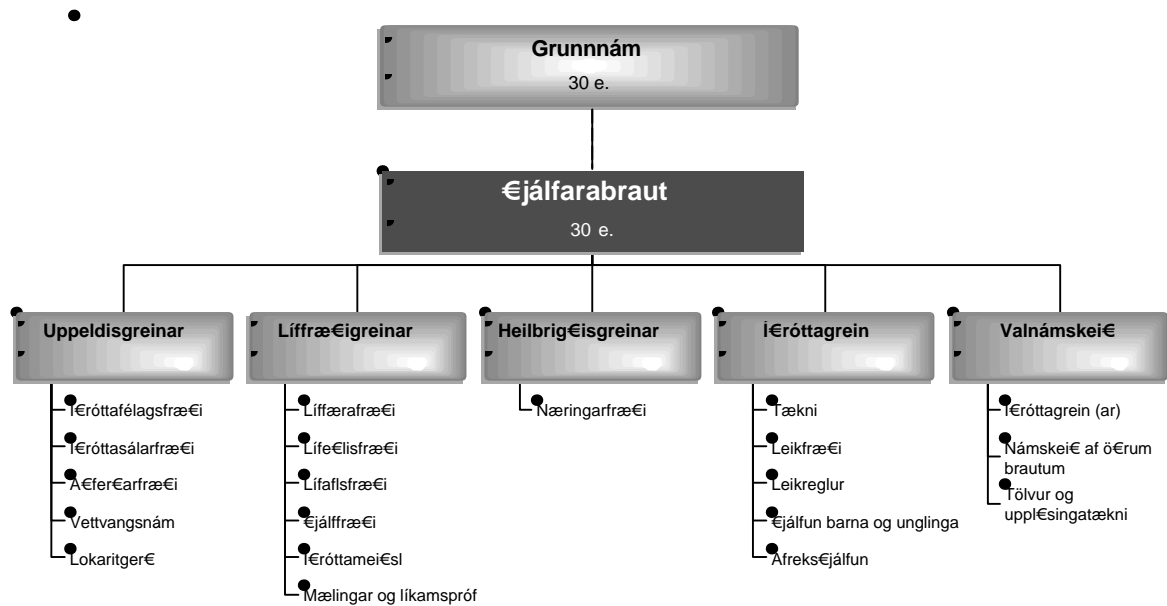 Grunnnám
30 e.
€jálfarabraut
30 e.
Uppeldisgreinar
Í€róttafélagsfræ€i
Í€róttasálarfræ€i
A€fer€arfræ€i
Vettvangsnám
Lokaritger€
Líffræ€igreinar
Líffærafræ€i
Lífe€lisfræ€i
Lífaflsfræ€i
€jálffræ€i
Í€róttamei€sl
Mælingar og líkamspróf
Heilbrig€isgreinar
Næringarfræ€i
Í€róttagrein
Tækni
Leikfræ€i
Leikreglur
€jálfun barna og unglinga
Afreks€jálfun
Valnámskei€
Í€róttagrein (ar)
Námskei€ af ö€rum
brautum
Tölvur og
uppl€singatækni